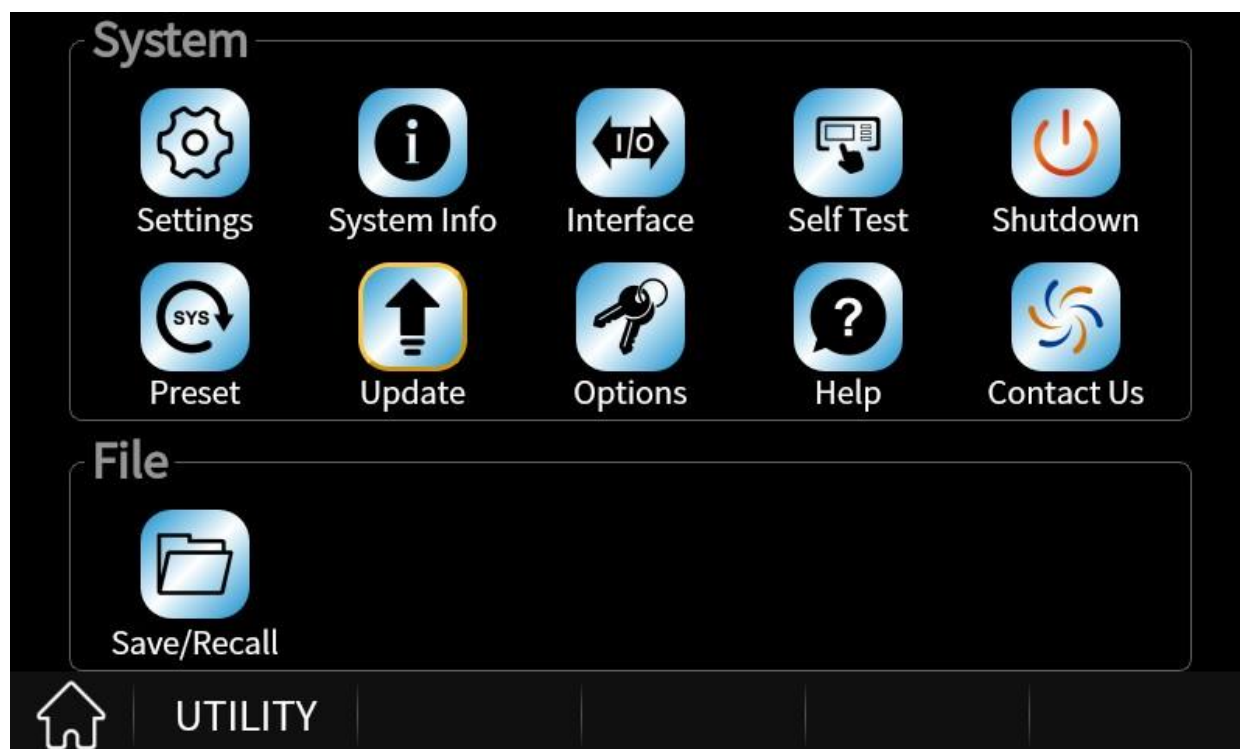 System
i I/O
Settings System Info Interface Self Test Shutdown
SYS ?
Preset Update Options Help Contact Us
File
Save/Recall
UTILITY